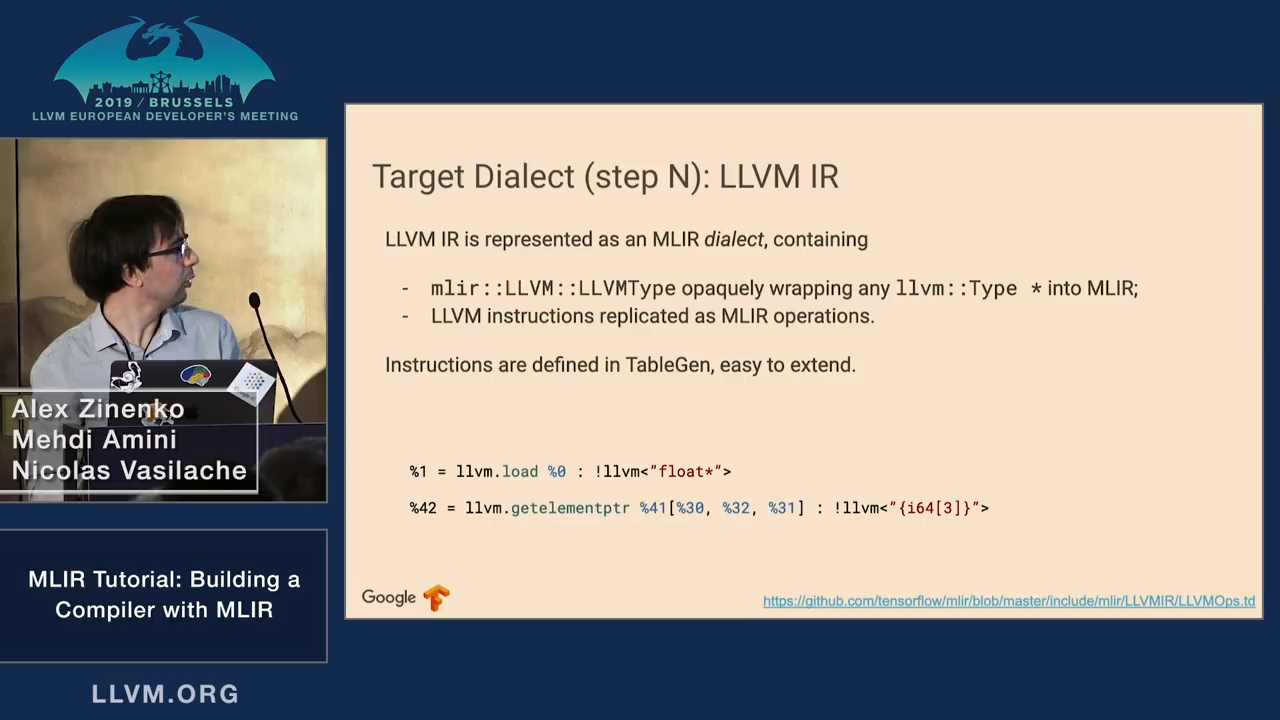 2019 / BRUSSELS
LLVM EUROPEAN DEVELOPER'S MEETING
Alex Zinenko
Mehdi Amini
Nicolas Vasilache
MLIR Tutorial: Building a
Compiler with MLIR
LLVM.ORG
Target Dialect (step N): LLVM IR
LLVM IR is represented as an MLIR dialect, containing
- mlir::LLVM::LLVMType opaquely wrapping any llvm::Type * into MLIR;
- LLVM instructions replicated as MLIR operations.
Instructions are defined in TableGen, easy to extend.
%1 = llvm.load %0 : !llvm<"float*">
%42 = llvm.getelementptr %41[%30, %32, %31] : !llvm<"{i64[3]}">
Google
https://github.com/tensorflow/mlir/blob/master/include/mlir/LLVMIR/LLVMOps.td